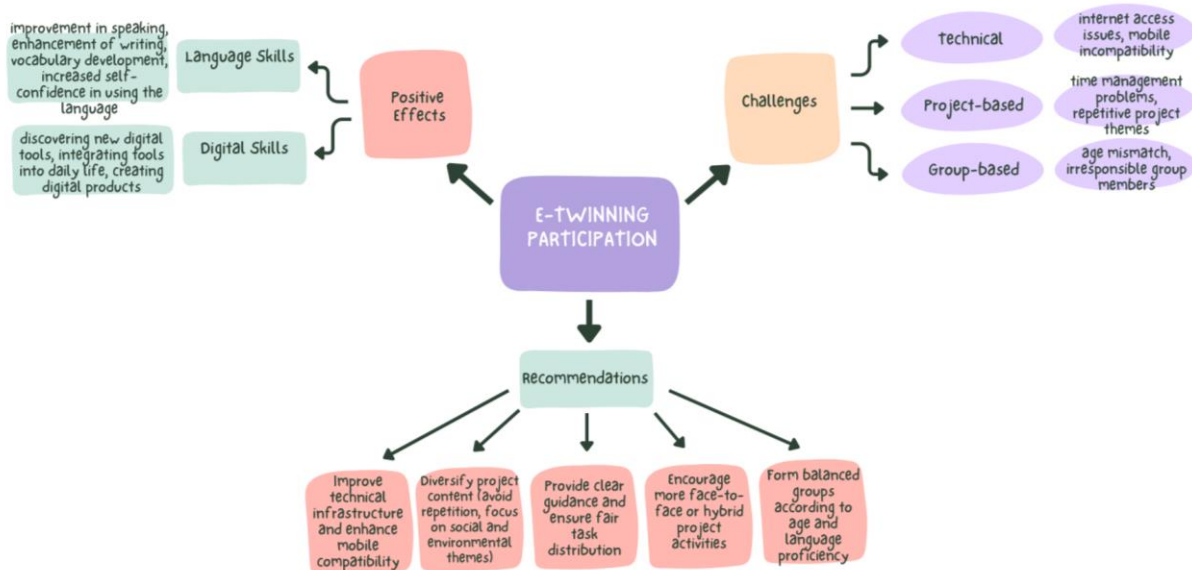 improvement in speaking,
enhancement of writing,
vocabulary development,
increased self-
confidence in using the
language
Language Skills
discovering new digital
tools, integrating tools
into daily life, creating
digital products
Digital Skills
Positive
Effects
Challenges
Technical
internet access
issues, mobile
incompatibility
Project-based
time management
problems,
repetitive project
themes
Group-based
age mismatch,
irresponsible group
members
E-TWINNING
PARTICIPATION
Recommendations
Improve
technical
infrastructure
and enhance
mobile
compatibility
Diversify project
content (avoid
repetition, focus
on social and
environmental
themes)
Provide clear
guidance and
ensure fair
task
distribution
Encourage
more face-to-
face or hybrid
project
activities
Form balanced
groups
according to
age and
language
proficiency